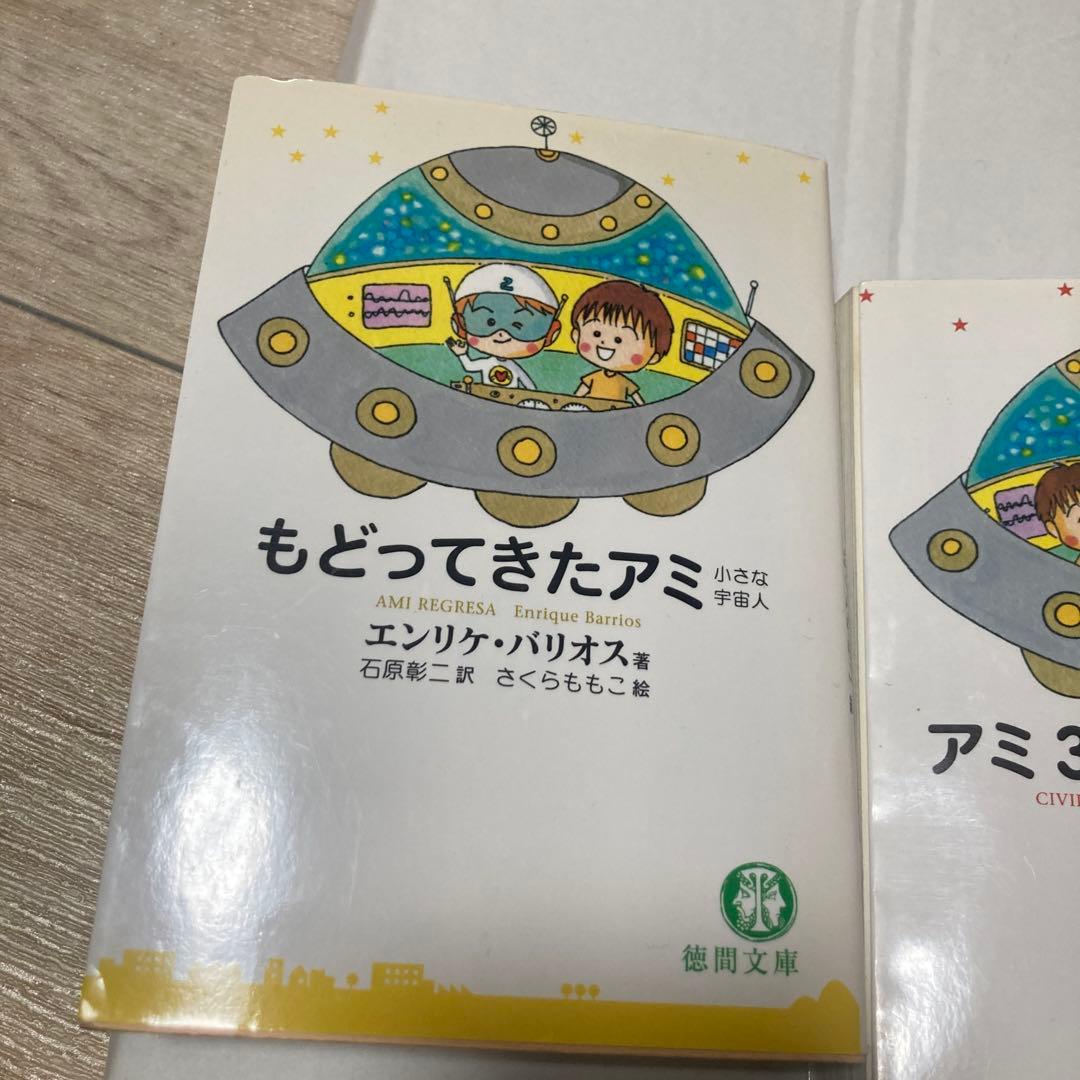 もどってきたアミ
小さな
宇宙人
AMI REGRESA Enrique Barrios
エンリケ・バリオス著
石原彰二訳 さくらももこ絵
徳間文庫
アミ 3